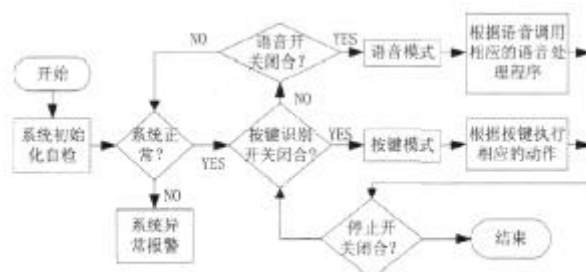 开始
系统初始
化自检
系统正
常？
NO
系统异
常报警
YES
按键识别
开关闭合？
NO
语音开
关闭合？
NO
YES
语音模式
根据语音调用
相应的语音处
理程序
YES
按键模式
根据按键执行
相应的动作
停止开
关闭合？
结束